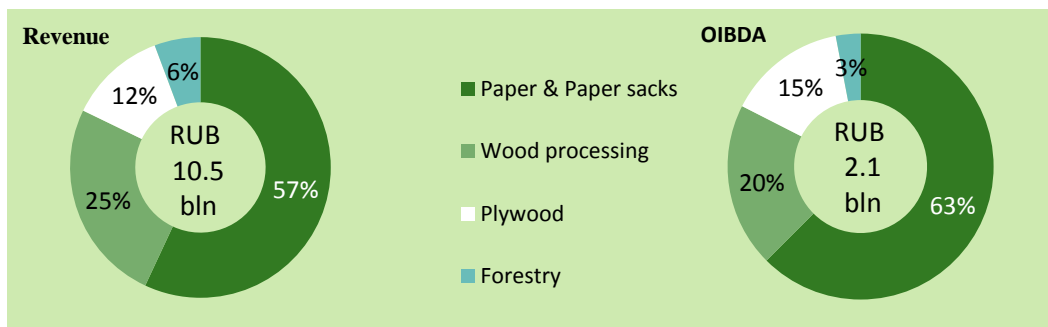 Revenue
6%
12%
25%
57%
RUB
10.5
bln
Paper & Paper sacks
Wood processing
Plywood
Forestry
OIBDA
3%
15%
20%
63%
RUB
2.1
bln